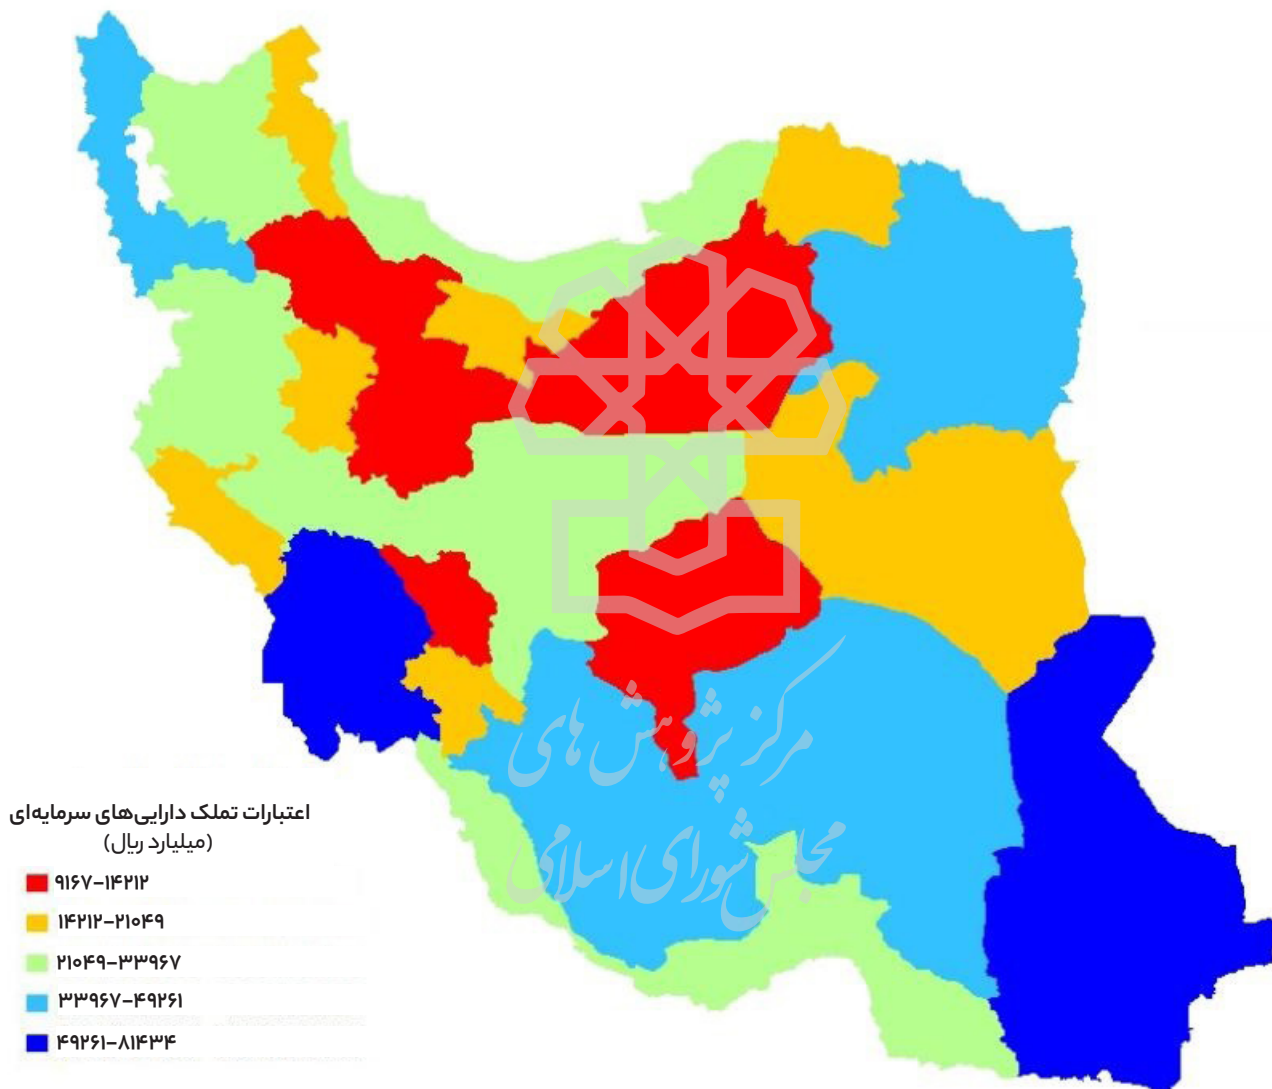 مرکز پژوهش های
مجلس شورای اسلامی
اعتبارات تملک دارایی‌های سرمایه‌ای
(میلیارد ریال)
۹۱۶۷-۱۴۲۱۲
۱۴۲۱۲-۲۱۰۴۹
۲۱۰۴۹-۳۳۹۶۷
۳۳۹۶۷-۴۹۲۶۱
۴۹۲۶۱-۸۱۴۳۴